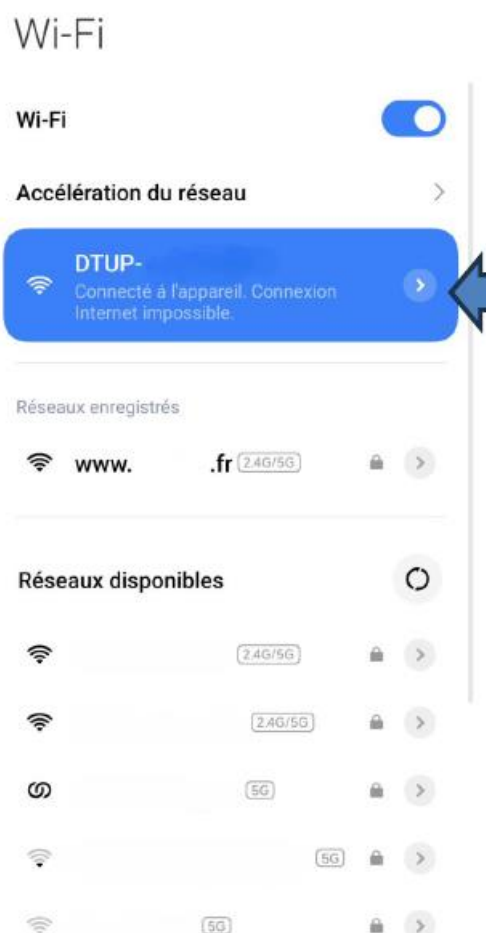 Wi-Fi
Wi-Fi
Accélération du réseau
DTUP-
Connecté à l'appareil. Connexion
Internet impossible.
Réseaux enregistrés
www. .fr 2.4G/5G
Réseaux disponibles
2.4G/5G
2.4G/5G
5G
5G
5G